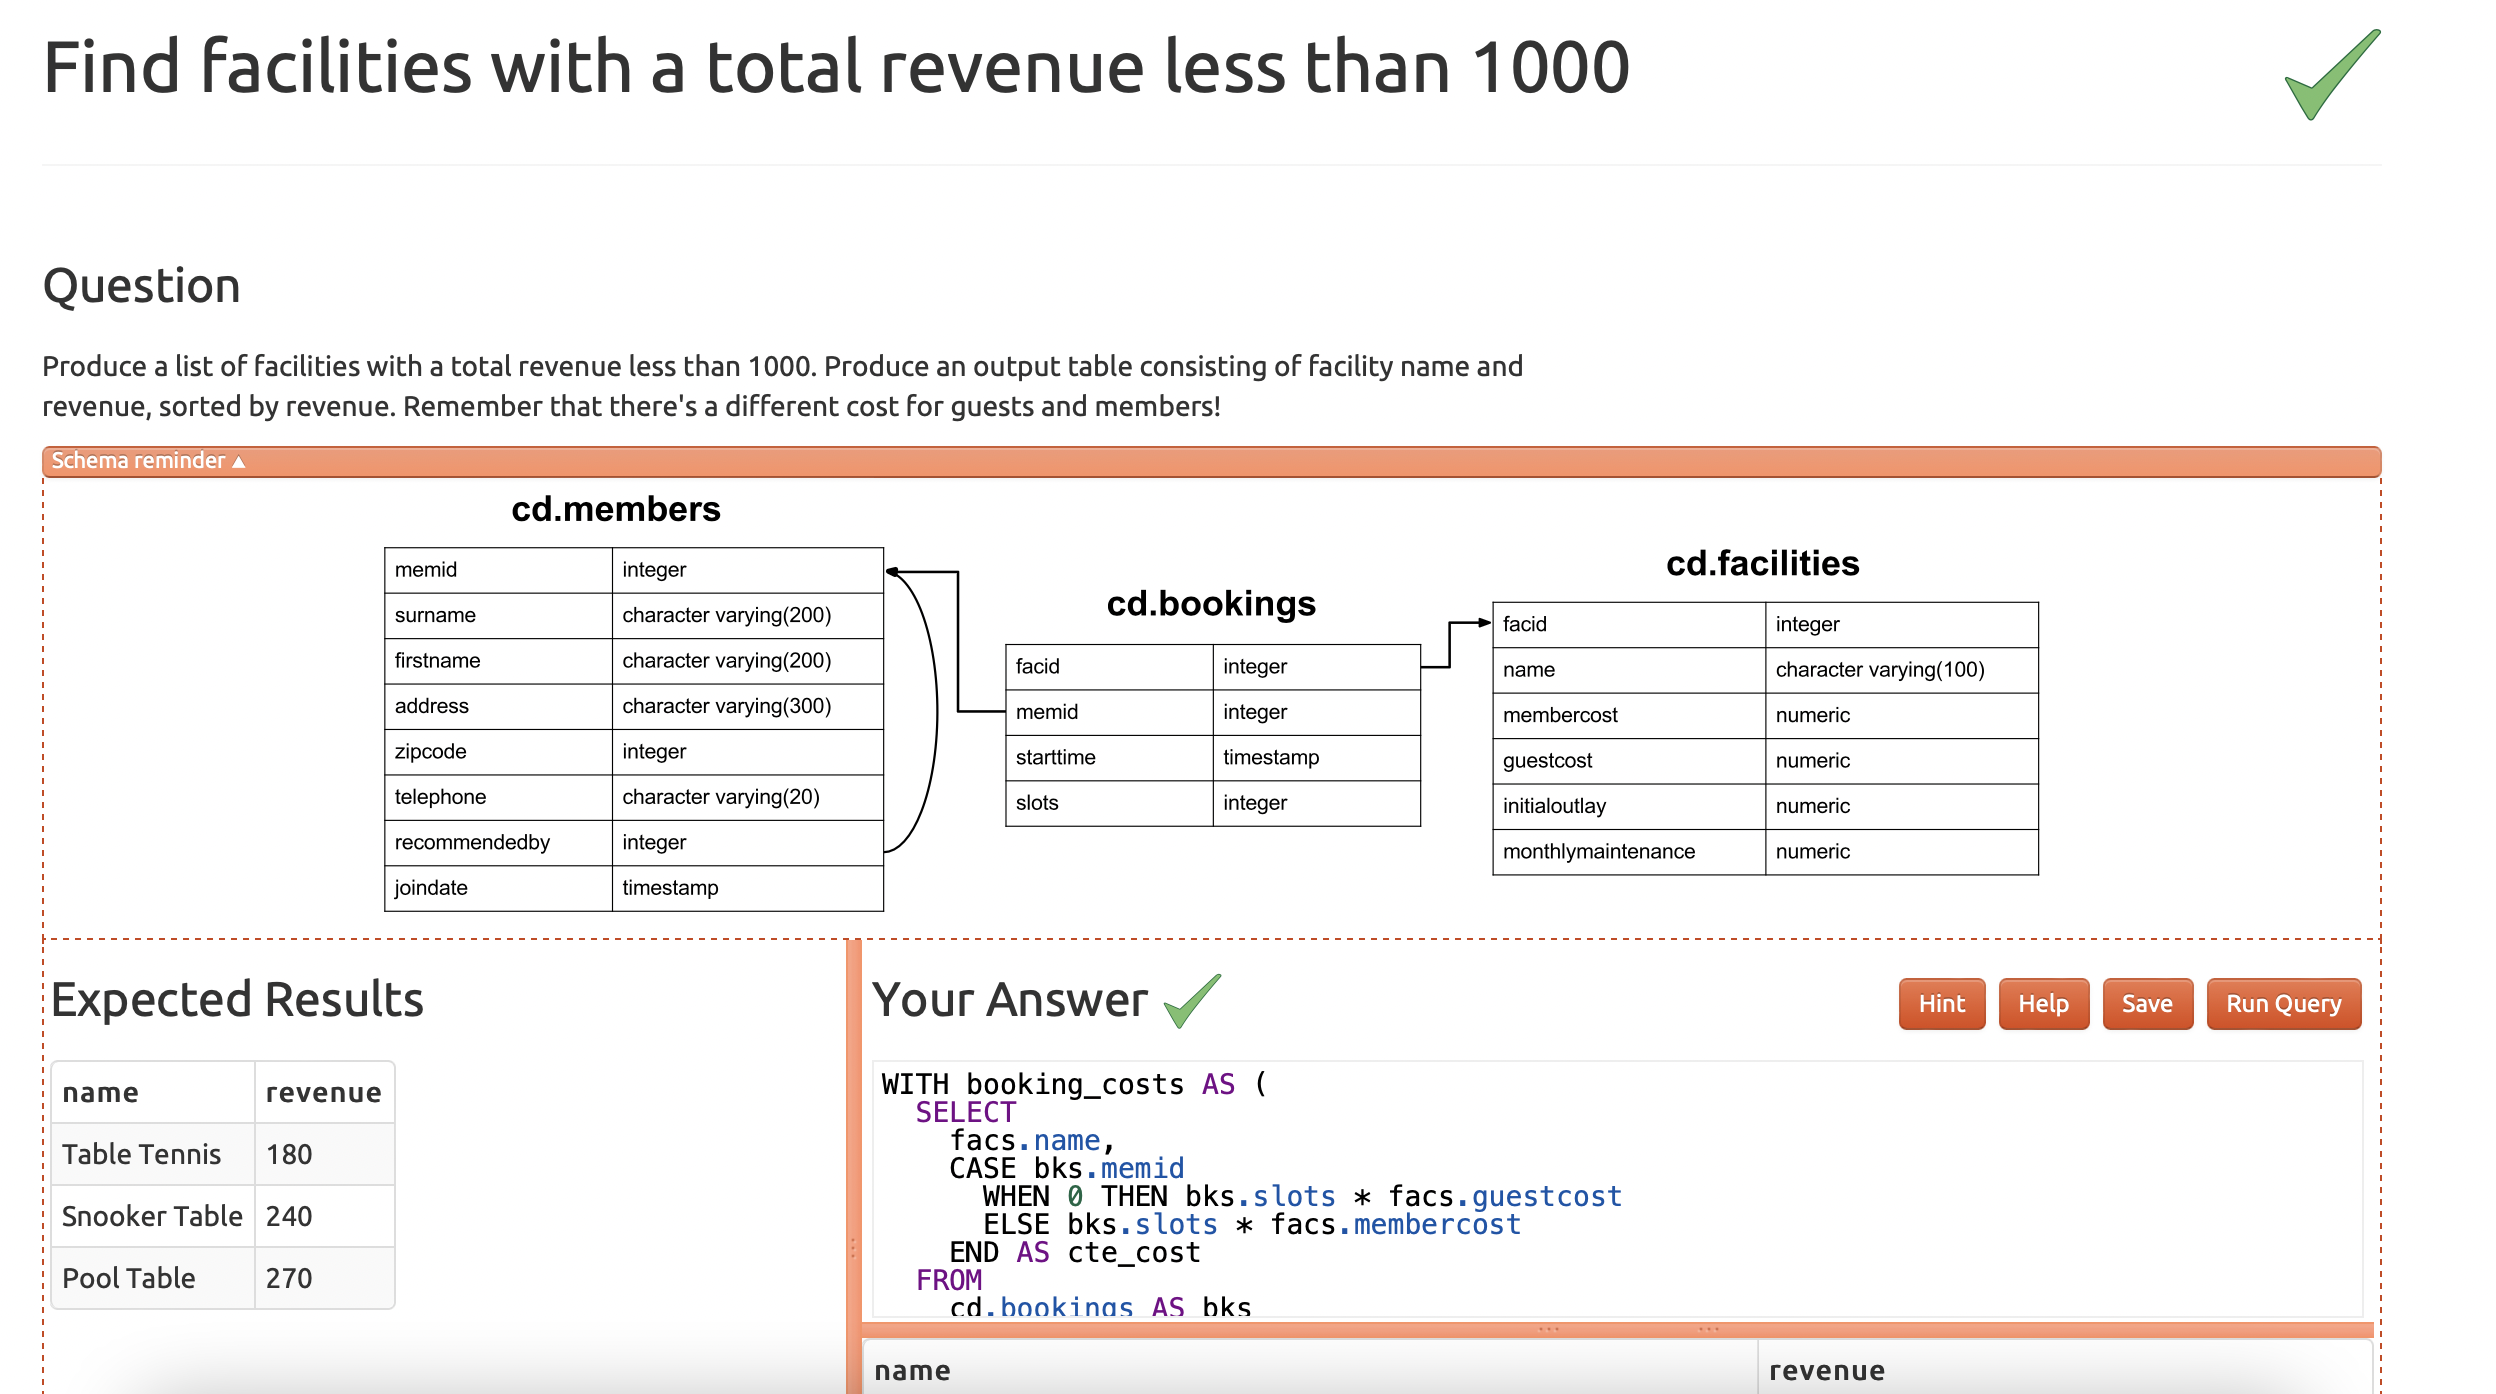 Find facilities with a total revenue less than 1000
Question
Produce a list of facilities with a total revenue less than 1000. Produce an output table consisting of facility name and
revenue, sorted by revenue. Remember that there's a different cost for guests and members!
Schema reminder ▲
cd.members
memid integer
surname character varying(200)
firstname character varying(200)
address character varying(300)
zipcode integer
telephone character varying(20)
recommendedby integer
joindate timestamp
cd.bookings
facid integer
memid integer
starttime timestamp
slots integer
cd.facilities
facid integer
name character varying(100)
membercost numeric
guestcost numeric
initialoutlay numeric
monthlymaintenance numeric
Expected Results
name revenue
Table Tennis 180
Snooker Table 240
Pool Table 270
Your Answer
Hint Help Save Run Query
WITH booking_costs AS (
SELECT
facs.name,
CASE bks.memid
WHEN 0 THEN bks.slots * facs.guestcost
ELSE bks.slots * facs.membercost
END AS cte_cost
FROM
cd.bookings AS bks
name revenue